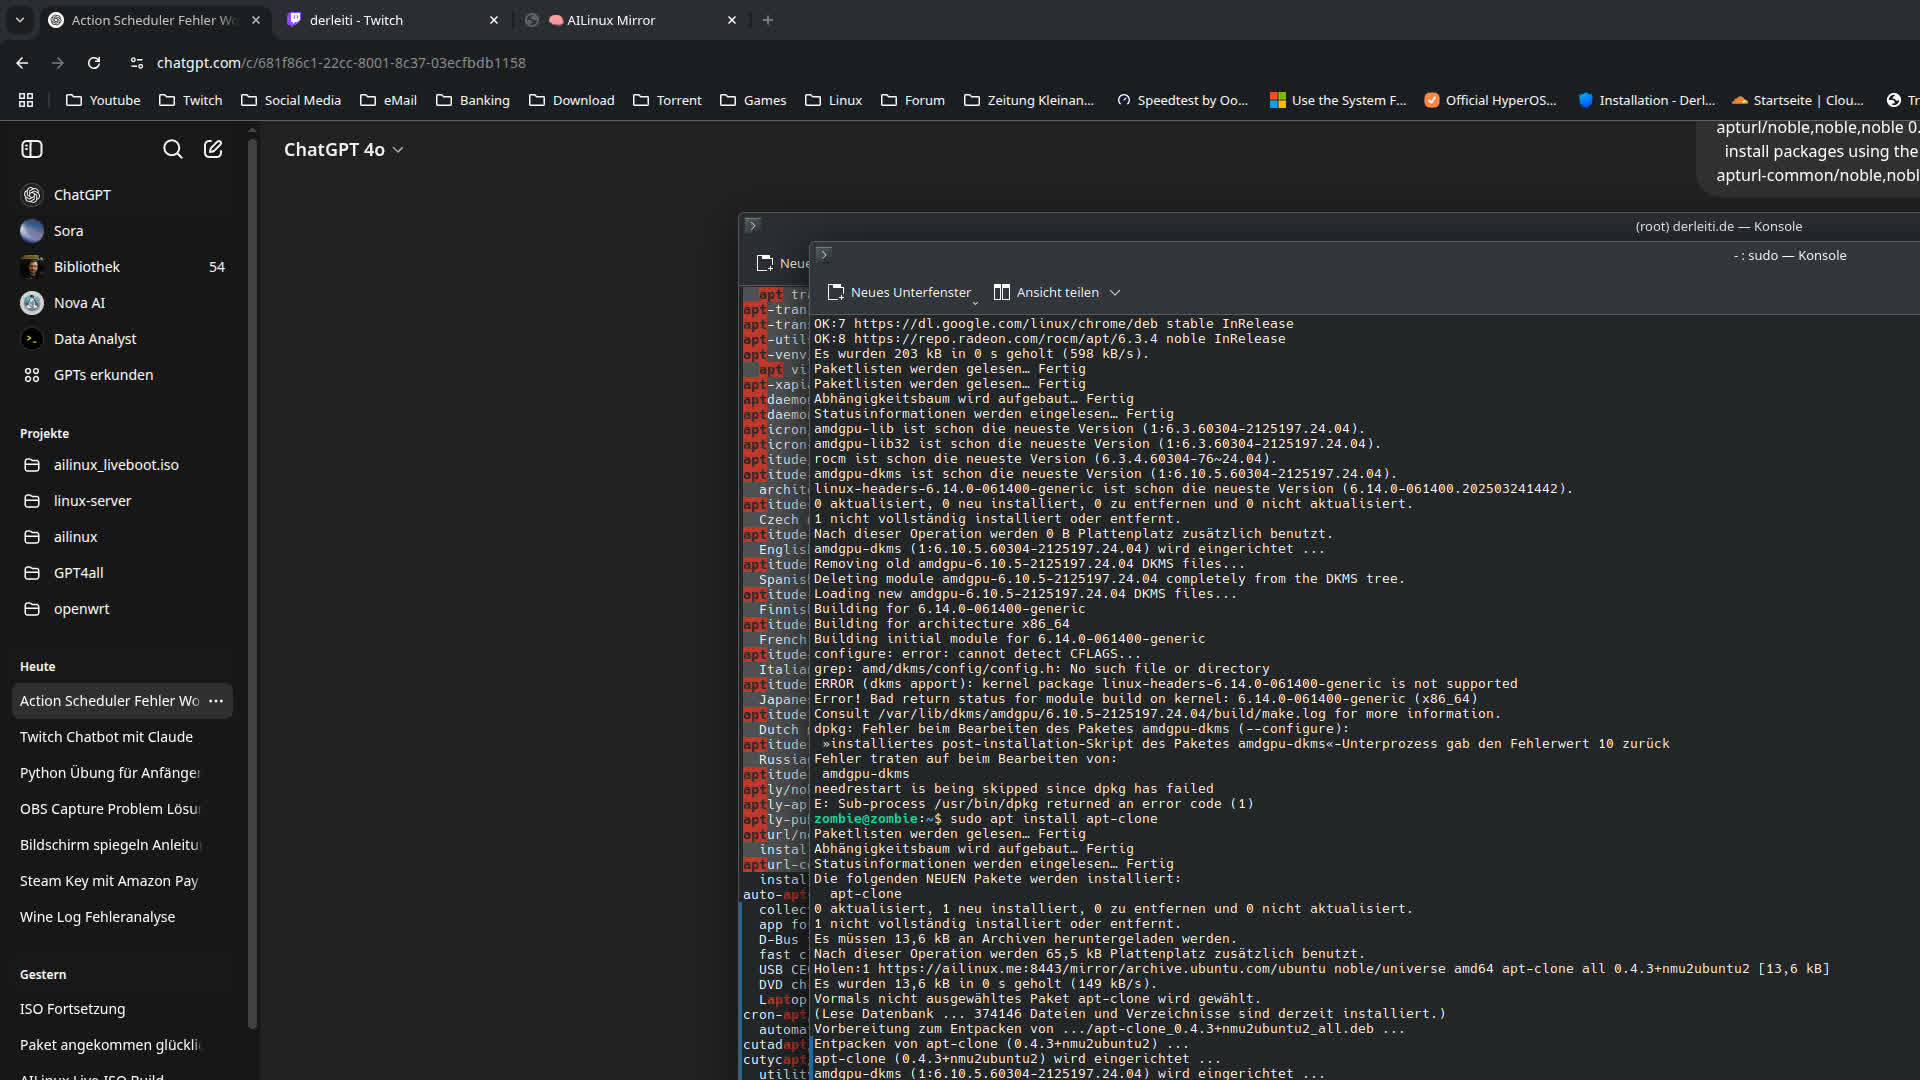 Action Scheduler Fehler Wo
derleiti - Twitch
AILinux Mirror
chatgpt.com/c/681f86c1-22cc-8001-8c37-03ecfbdb1158
Youtube
Twitch
Social Media
eMail
Banking
Download
Torrent
Games
Linux
Forum
Zeitung Kleinan...
Speedtest by Oo...
Use the System F...
Official HyperOS...
Installation - Derl...
Startseite | Clou...
Tr
ChatGPT
Sora
Bibliothek 54
Nova AI
Data Analyst
GPTs erkunden
Projekte
ailinux_liveboot.iso
linux-server
ailinux
GPT4all
openwrt
Heute
Action Scheduler Fehler Wo
Twitch Chatbot mit Claude
Python Übung für Anfänger
OBS Capture Problem Lösu
Bildschirm spiegeln Anleitu
Steam Key mit Amazon Pay
Wine Log Fehleranalyse
Gestern
ISO Fortsetzung
Paket angekommen glückli
AILinux Live ISO Build
ChatGPT 4o
apturl/noble,noble,noble 0.
install packages using the
apturl-common/noble,nobl
(root) derleiti.de — Konsole
Neue
apt tr
apt-tran
apt-tran
apt-util
apt-venv
apt vi
apt-xapi
aptdaemo
aptdaemo
apticron
apticron
aptitude
aptitude
archit
aptitude
Czech
aptitude
Englis
aptitude
Spanis
aptitude
Finnis
aptitude
French
aptitude
Italia
aptitude
Japane
aptitude
Dutch
aptitude
Russia
aptitude
aptly/no
aptly-ap
aptly-pu
apturl/n
instal
apturl-c
instal
auto-apt
collec
app fo
D-Bus
fast c
USB CE
DVD ch
Laptop
cron-apt
automa
cutadapt
cutycapt
utilit
- : sudo — Konsole
Neues Unterfenster
Ansicht teilen
OK:7 https://dl.google.com/linux/chrome/deb stable InRelease
OK:8 https://repo.radeon.com/rocm/apt/6.3.4 noble InRelease
Es wurden 203 kB in 0 s geholt (598 kB/s).
Paketlisten werden gelesen… Fertig
Paketlisten werden gelesen… Fertig
Abhängigkeitsbaum wird aufgebaut… Fertig
Statusinformationen werden eingelesen… Fertig
amdgpu-lib ist schon die neueste Version (1:6.3.60304-2125197.24.04).
amdgpu-lib32 ist schon die neueste Version (1:6.3.60304-2125197.24.04).
rocm ist schon die neueste Version (6.3.4.60304-76~24.04).
amdgpu-dkms ist schon die neueste Version (1:6.10.5.60304-2125197.24.04).
linux-headers-6.14.0-061400-generic ist schon die neueste Version (6.14.0-061400.202503241442).
0 aktualisiert, 0 neu installiert, 0 zu entfernen und 0 nicht aktualisiert.
1 nicht vollständig installiert oder entfernt.
Nach dieser Operation werden 0 B Plattenplatz zusätzlich benutzt.
amdgpu-dkms (1:6.10.5.60304-2125197.24.04) wird eingerichtet ...
Removing old amdgpu-6.10.5-2125197.24.04 DKMS files...
Deleting module amdgpu-6.10.5-2125197.24.04 completely from the DKMS tree.
Loading new amdgpu-6.10.5-2125197.24.04 DKMS files...
Building for 6.14.0-061400-generic
Building for architecture x86_64
Building initial module for 6.14.0-061400-generic
configure: error: cannot detect CFLAGS...
grep: amd/dkms/config/config.h: No such file or directory
ERROR (dkms apport): kernel package linux-headers-6.14.0-061400-generic is not supported
Error! Bad return status for module build on kernel: 6.14.0-061400-generic (x86_64)
Consult /var/lib/dkms/amdgpu/6.10.5-2125197.24.04/build/make.log for more information.
dpkg: Fehler beim Bearbeiten des Paketes amdgpu-dkms (--configure):
»installiertes post-installation-Skript des Paketes amdgpu-dkms«-Unterprozess gab den Fehlerwert 10 zurück
Fehler traten auf beim Bearbeiten von:
amdgpu-dkms
needrestart is being skipped since dpkg has failed
E: Sub-process /usr/bin/dpkg returned an error code (1)
zombie@zombie:~$ sudo apt install apt-clone
Paketlisten werden gelesen… Fertig
Abhängigkeitsbaum wird aufgebaut… Fertig
Statusinformationen werden eingelesen… Fertig
Die folgenden NEUEN Pakete werden installiert:
apt-clone
0 aktualisiert, 1 neu installiert, 0 zu entfernen und 0 nicht aktualisiert.
1 nicht vollständig installiert oder entfernt.
Es müssen 13,6 kB an Archiven heruntergeladen werden.
Nach dieser Operation werden 65,5 kB Plattenplatz zusätzlich benutzt.
Holen:1 https://ailinux.me:8443/mirror/archive.ubuntu.com/ubuntu noble/universe amd64 apt-clone all 0.4.3+nmu2ubuntu2 [13,6 kB]
Es wurden 13,6 kB in 0 s geholt (149 kB/s).
Vormals nicht ausgewähltes Paket apt-clone wird gewählt.
(Lese Datenbank ... 374146 Dateien und Verzeichnisse sind derzeit installiert.)
Vorbereitung zum Entpacken von .../apt-clone_0.4.3+nmu2ubuntu2_all.deb ...
Entpacken von apt-clone (0.4.3+nmu2ubuntu2) ...
apt-clone (0.4.3+nmu2ubuntu2) wird eingerichtet ...
amdgpu-dkms (1:6.10.5.60304-2125197.24.04) wird eingerichtet ...